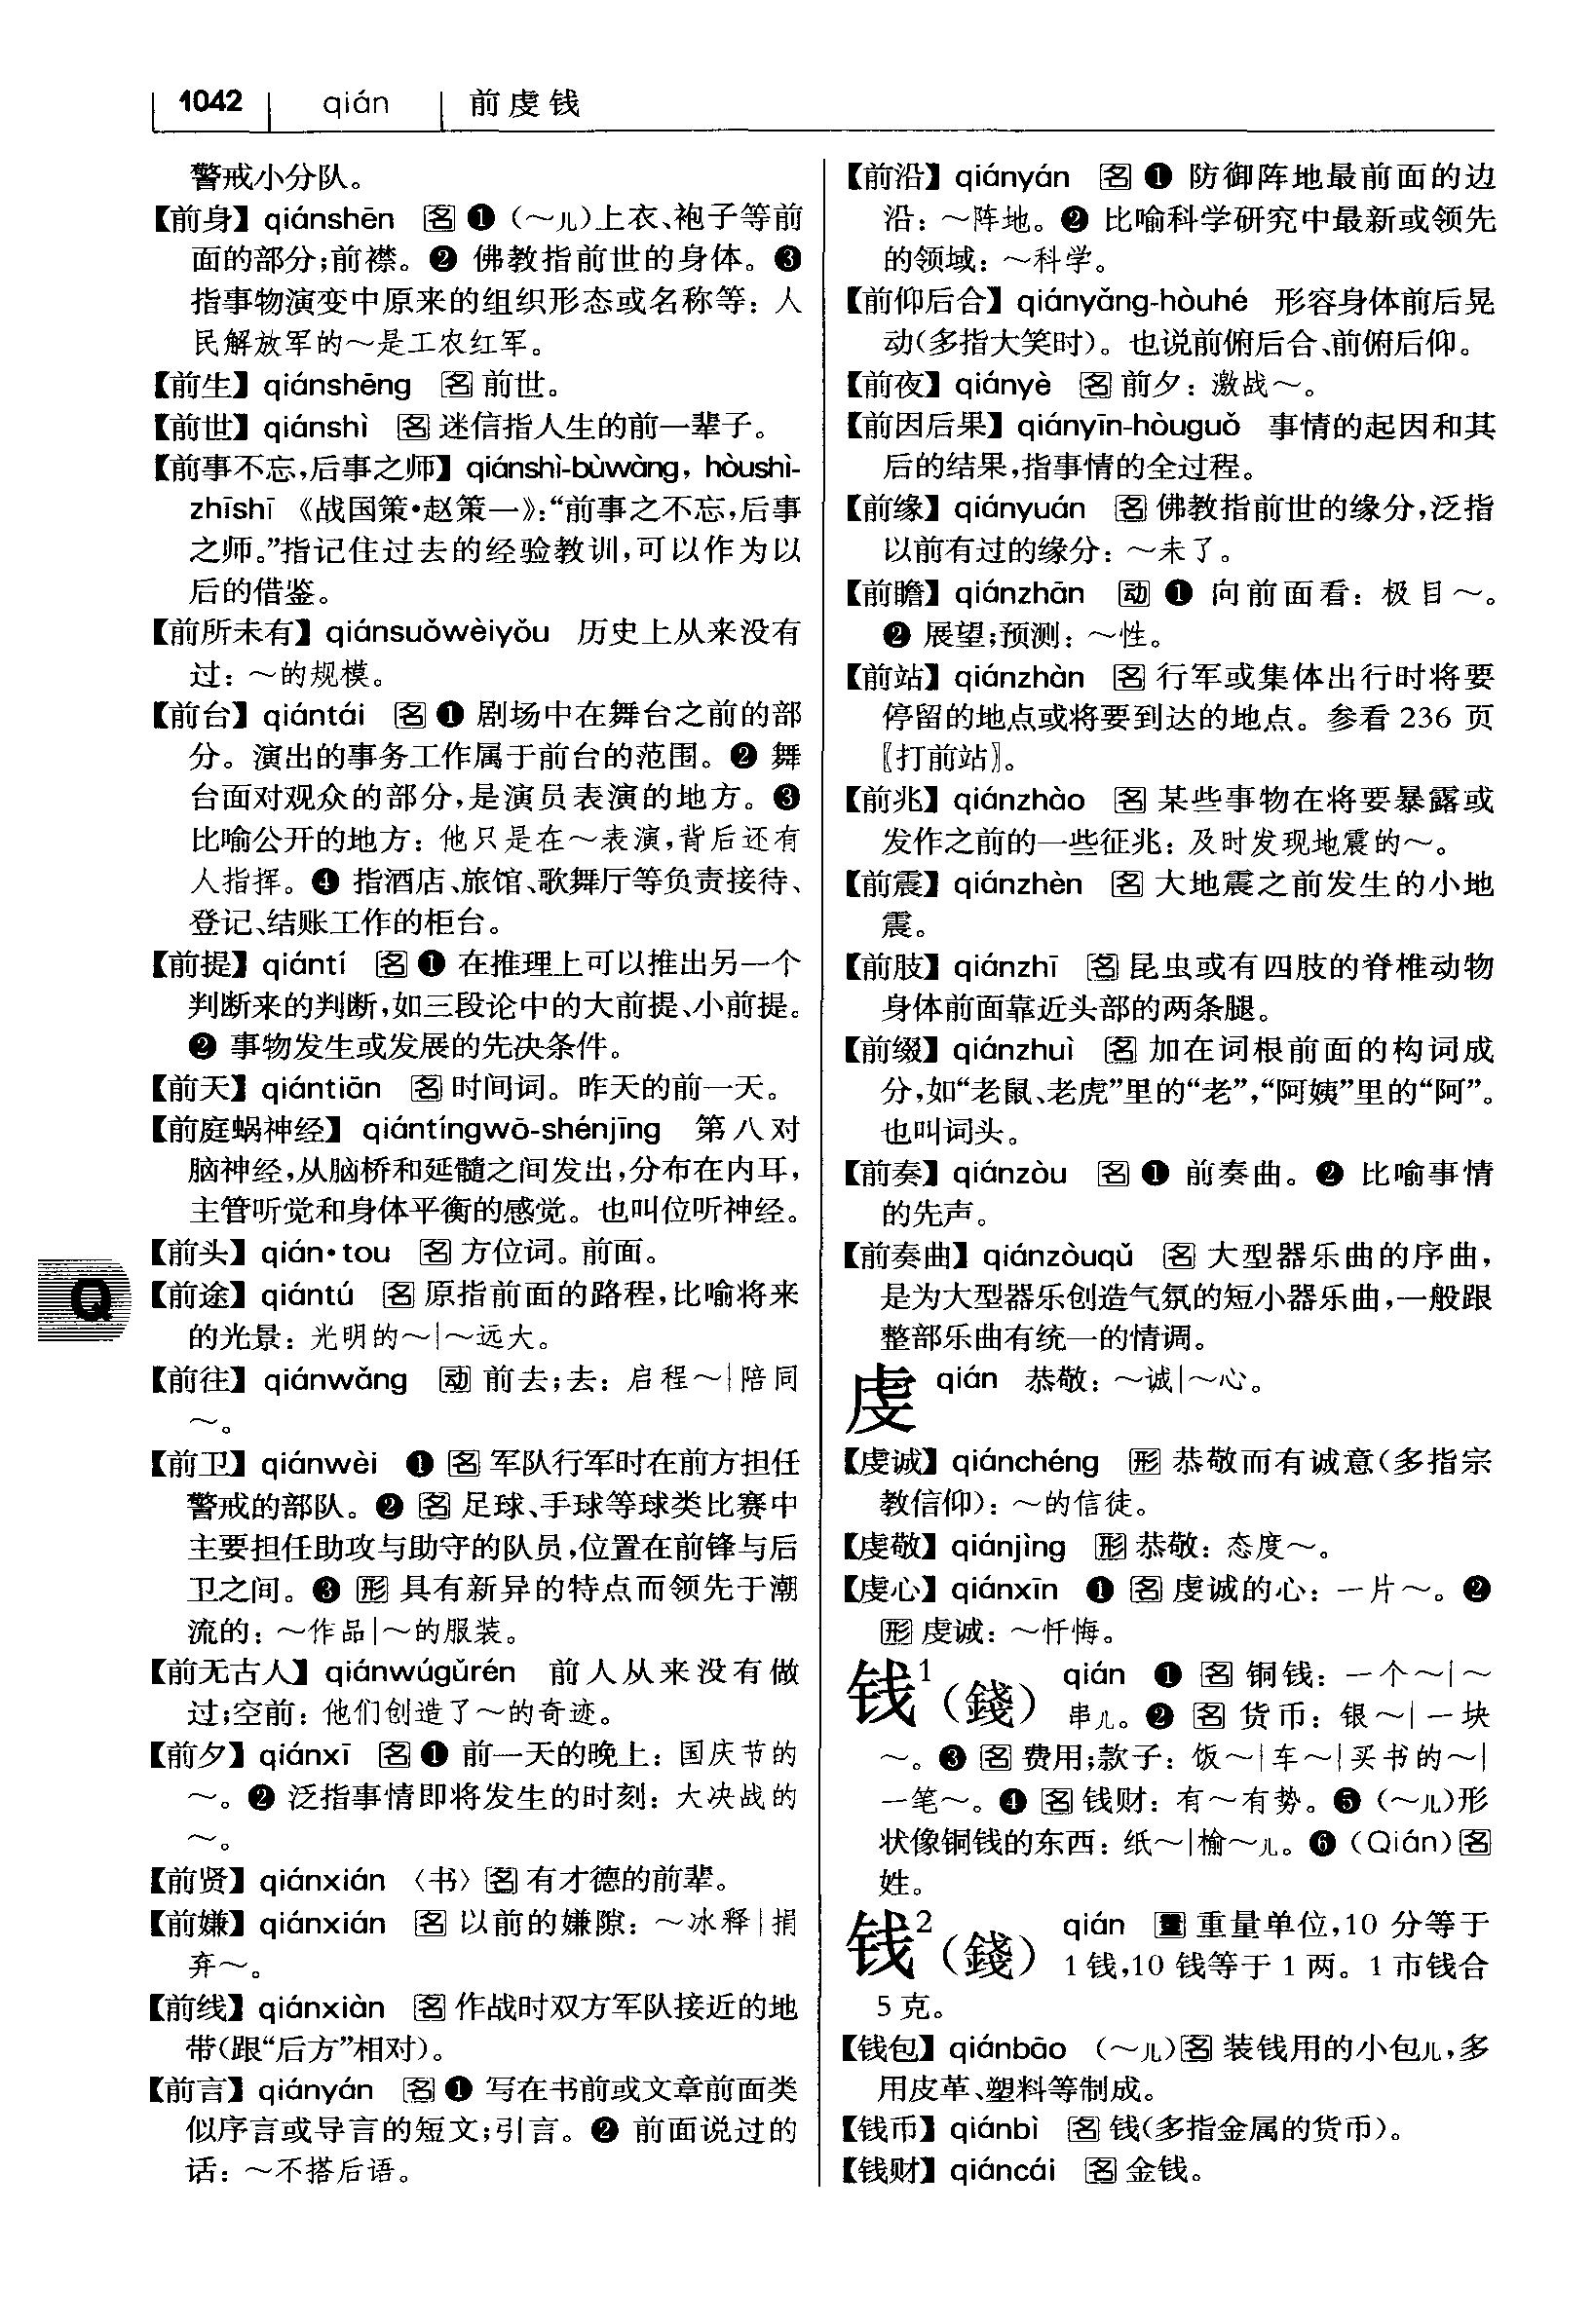 1042 qián 前虔钱
警戒小分队。
【前身】qiánshēn 名❶（～儿）上衣、袍子等前
面的部分；前襟。❷ 佛教指前世的身体。❸
指事物演变中原来的组织形态或名称等：人
民解放军的～是工农红军。
【前生】qiánshēng 名前世。
【前世】qiánshì 名迷信指人生的前一辈子。
【前事不忘，后事之师】qiánshì-bùwàng，hòushì-
zhīshī 《战国策·赵策一》：“前事之不忘，后事
之师。”指记住过去的经验教训，可以作为以
后的借鉴。
【前所未有】qiánsuǒwèiyǒu 历史上从来没有
过：～的规模。
【前台】qiántái 名❶ 剧场中在舞台之前的部
分。演出的事务工作属于前台的范围。❷ 舞
台面对观众的部分，是演员表演的地方。❸
比喻公开的地方：他只是在～表演，背后还有
人指挥。❹ 指酒店、旅馆、歌舞厅等负责接待、
登记、结账工作的柜台。
【前提】qiántí 名❶ 在推理上可以推出另一个
判断来的判断，如三段论中的大前提、小前提。
❷ 事物发生或发展的先决条件。
【前天】qiántiān 名时间词。昨天的前一天。
【前庭蜗神经】qiántíngwō-shénjīng 第八对
脑神经，从脑桥和延髓之间发出，分布在内耳，
主管听觉和身体平衡的感觉。也叫位听神经。
【前头】qián·tou 名方位词。前面。
【前途】qiántú 名原指前面的路程，比喻将来
的光景：光明的～|～远大。
【前往】qiánwǎng 动前去；去：启程～|陪同
～。
【前卫】qiánwèi ❶ 名军队行军时在前方担任
警戒的部队。❷ 名足球、手球等球类比赛中
主要担任助攻与助守的队员，位置在前锋与后
卫之间。❸ 形具有新异的特点而领先于潮
流的：～作品|～的服装。
【前无古人】qiánwúgǔrén 前人从来没有做
过；空前：他们创造了～的奇迹。
【前夕】qiánxī 名❶ 前一天的晚上：国庆节的
～。❷ 泛指事情即将发生的时刻：大决战的
～。
【前贤】qiánxián 〈书〉名有才德的前辈。
【前嫌】qiánxián 名以前的嫌隙：～冰释|捐
弃～。
【前线】qiánxiàn 名作战时双方军队接近的地
带（跟“后方”相对）。
【前言】qiányán 名❶ 写在书前或文章前面类
似序言或导言的短文；引言。❷ 前面说过的
话：～不搭后语。
Q
【前沿】qiányán 名❶ 防御阵地最前面的边
沿：～阵地。❷ 比喻科学研究中最新或领先
的领域：～科学。
【前仰后合】qiányǎng-hòuhé 形容身体前后晃
动（多指大笑时）。也说前俯后合、前俯后仰。
【前夜】qiányè 名前夕：激战～。
【前因后果】qiányīn-hòuguǒ 事情的起因和其
后的结果，指事情的全过程。
【前缘】qiányuán 名佛教指前世的缘分，泛指
以前有过的缘分：～未了。
【前瞻】qiánzhān 动❶ 向前面看：极目～。
❷ 展望；预测：～性。
【前站】qiánzhàn 名行军或集体出行时将要
停留的地点或将要到达的地点。参看 236 页
〖打前站〗。
【前兆】qiánzhào 名某些事物在将要暴露或
发作之前的一些征兆：及时发现地震的～。
【前震】qiánzhèn 名大地震之前发生的小地
震。
【前肢】qiánzhī 名昆虫或有四肢的脊椎动物
身体前面靠近头部的两条腿。
【前缀】qiánzhuì 名加在词根前面的构词成
分，如“老鼠、老虎”里的“老”，“阿姨”里的“阿”。
也叫词头。
【前奏】qiánzòu 名❶ 前奏曲。❷ 比喻事情
的先声。
【前奏曲】qiánzòuqǔ 名大型器乐曲的序曲，
是为大型器乐创造气氛的短小器乐曲，一般跟
整部乐曲有统一的情调。
虔 qián 恭敬：～诚|～心。
【虔诚】qiánchéng 形恭敬而有诚意（多指宗
教信仰）：～的信徒。
【虔敬】qiánjìng 形恭敬：态度～。
【虔心】qiánxīn ❶ 名虔诚的心：一片～。❷
形虔诚：～忏悔。
钱1（錢） qián ❶ 名铜钱：一个～|～
串儿。❷ 名货币：银～|一块
～。❸ 名费用；款子：饭～|车～|买书的～|
一笔～。❹ 名钱财：有～有势。❺（～儿）形
状像铜钱的东西：纸～|榆～儿。❻（Qián）名
姓。
钱2（錢） qián 量重量单位，10 分等于
1 钱，10 钱等于 1 两。1 市钱合
5 克。
【钱包】qiánbāo （～儿）名装钱用的小包儿，多
用皮革、塑料等制成。
【钱币】qiánbì 名钱（多指金属的货币）。
【钱财】qiáncái 名金钱。